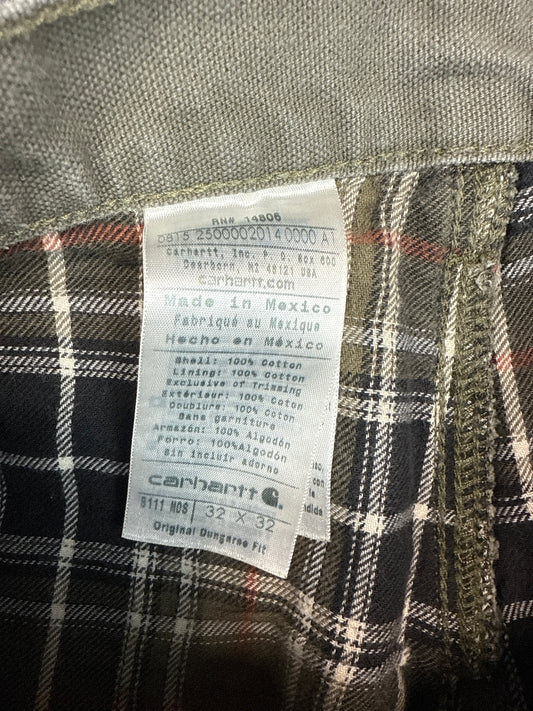 RN# 14806
0815 2500002014 0000 A1
Carhartt, Inc. P. O. Box 600
Dearborn, MI 48121 USA
carhartt.com
Made in Mexico
Fabriqué au Mexique
Hecho en México
Shell: 100% Cotton
Lining: 100% Cotton
Exclusive of Trimming
Extérieur: 100% Coton
Doublure: 100% Coton
Sans garniture
Armazón: 100% Algodón
Forro: 100%Algodón
Sin incluir adorno
carhartt
B111 MOS 32 X 32
Original Dungaree Fit